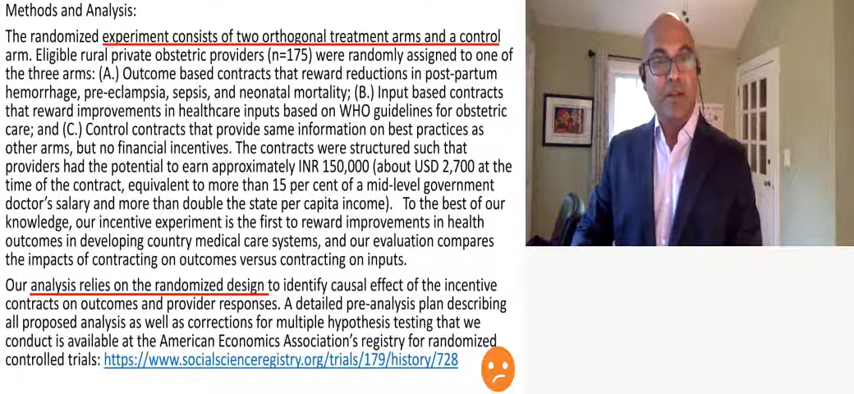 Methods and Analysis:
The randomized experiment consists of two orthogonal treatment arms and a control
arm. Eligible rural private obstetric providers (n=175) were randomly assigned to one of
the three arms: (A.) Outcome based contracts that reward reductions in post-partum
hemorrhage, pre-eclampsia, sepsis, and neonatal mortality; (B.) Input based contracts
that reward improvements in healthcare inputs based on WHO guidelines for obstetric
care; and (C.) Control contracts that provide same information on best practices as
other arms, but no financial incentives. The contracts were structured such that
providers had the potential to earn approximately INR 150,000 (about USD 2,700 at the
time of the contract, equivalent to more than 15 per cent of a mid-level government
doctor's salary and more than double the state per capita income). To the best of our
knowledge, our incentive experiment is the first to reward improvements in health
outcomes in developing country medical care systems, and our evaluation compares
the impacts of contracting on outcomes versus contracting on inputs.
Our analysis relies on the randomized design to identify causal effect of the incentive
contracts on outcomes and provider responses. A detailed pre-analysis plan describing
all proposed analysis as well as corrections for multiple hypothesis testing that we
conduct is available at the American Economics Association's registry for randomized
controlled trials: https://www.socialscienceregistry.org/trials/179/history/728